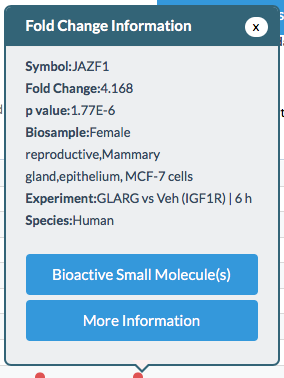 Fold Change Information
x
Symbol:JAZF1
Fold Change:4.168
p value:1.77E-6
Biosample:Female
reproductive,Mammary
gland,epithelium, MCF-7 cells
Experiment:GLARG vs Veh (IGF1R) | 6 h
Species:Human
Bioactive Small Molecule(s)
More Information